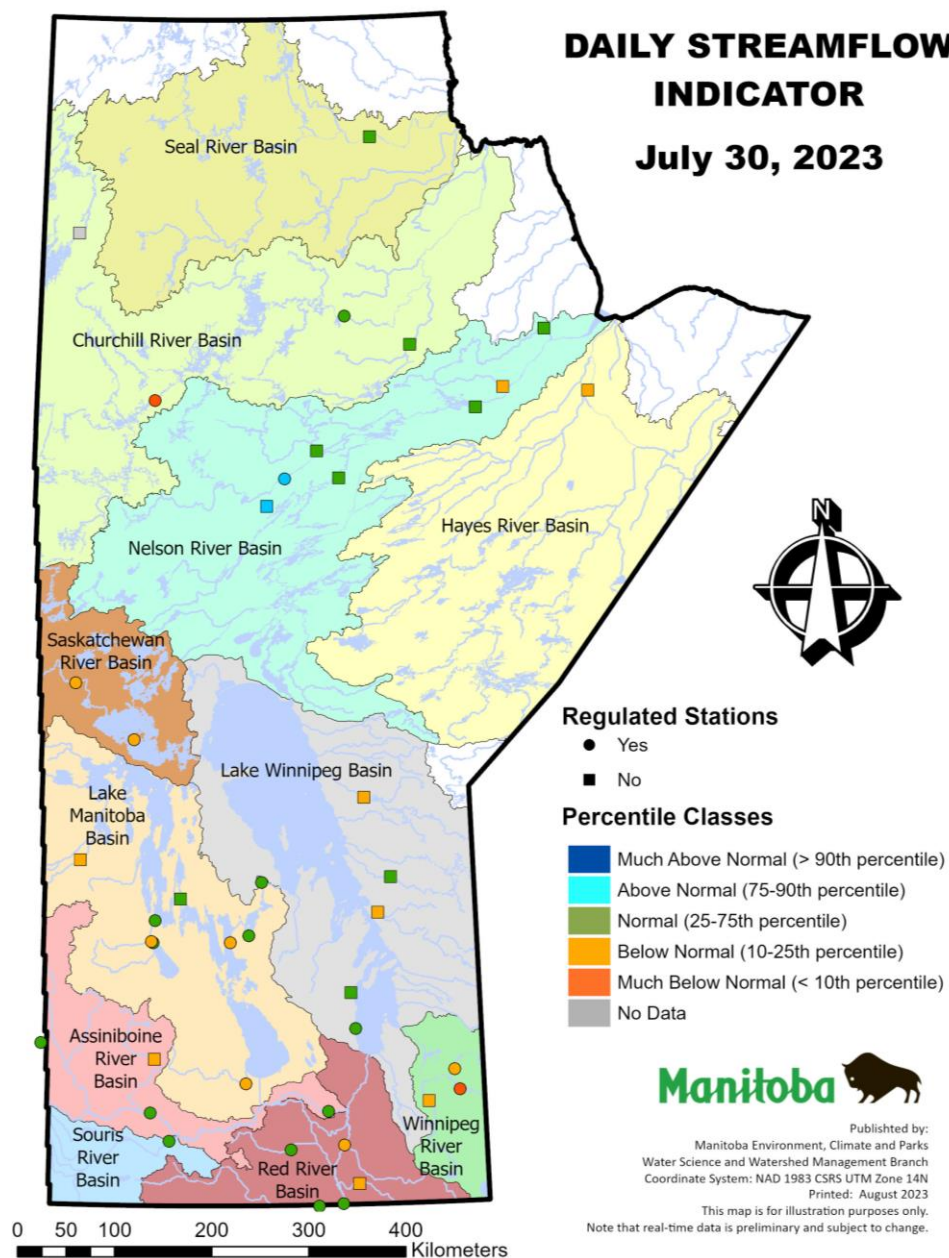 DAILY STREAMFLOW
INDICATOR
July 30, 2023
Seal River Basin
Churchill River Basin
Hayes River Basin
Nelson River Basin
N
Saskatchewan
River Basin
Lake Winnipeg Basin
Lake
Manitoba
Basin
Assiniboine
River
Basin
Souris
River
Basin
Red River
Basin
Winnipeg
River
Basin
Regulated Stations
Yes
No
Percentile Classes
Much Above Normal (> 90th percentile)
Above Normal (75-90th percentile)
Normal (25-75th percentile)
Below Normal (10-25th percentile)
Much Below Normal (< 10th percentile)
No Data
Manitoba
Publishted by:
Manitoba Environment, Climate and Parks
Water Science and Watershed Management Branch
Coordinate System: NAD 1983 CSRS UTM Zone 14N
Printed: August 2023
This map is for illustration purposes only.
Note that real-time data is preliminary and subject to change.
0 50 100 200 300 400
Kilometers